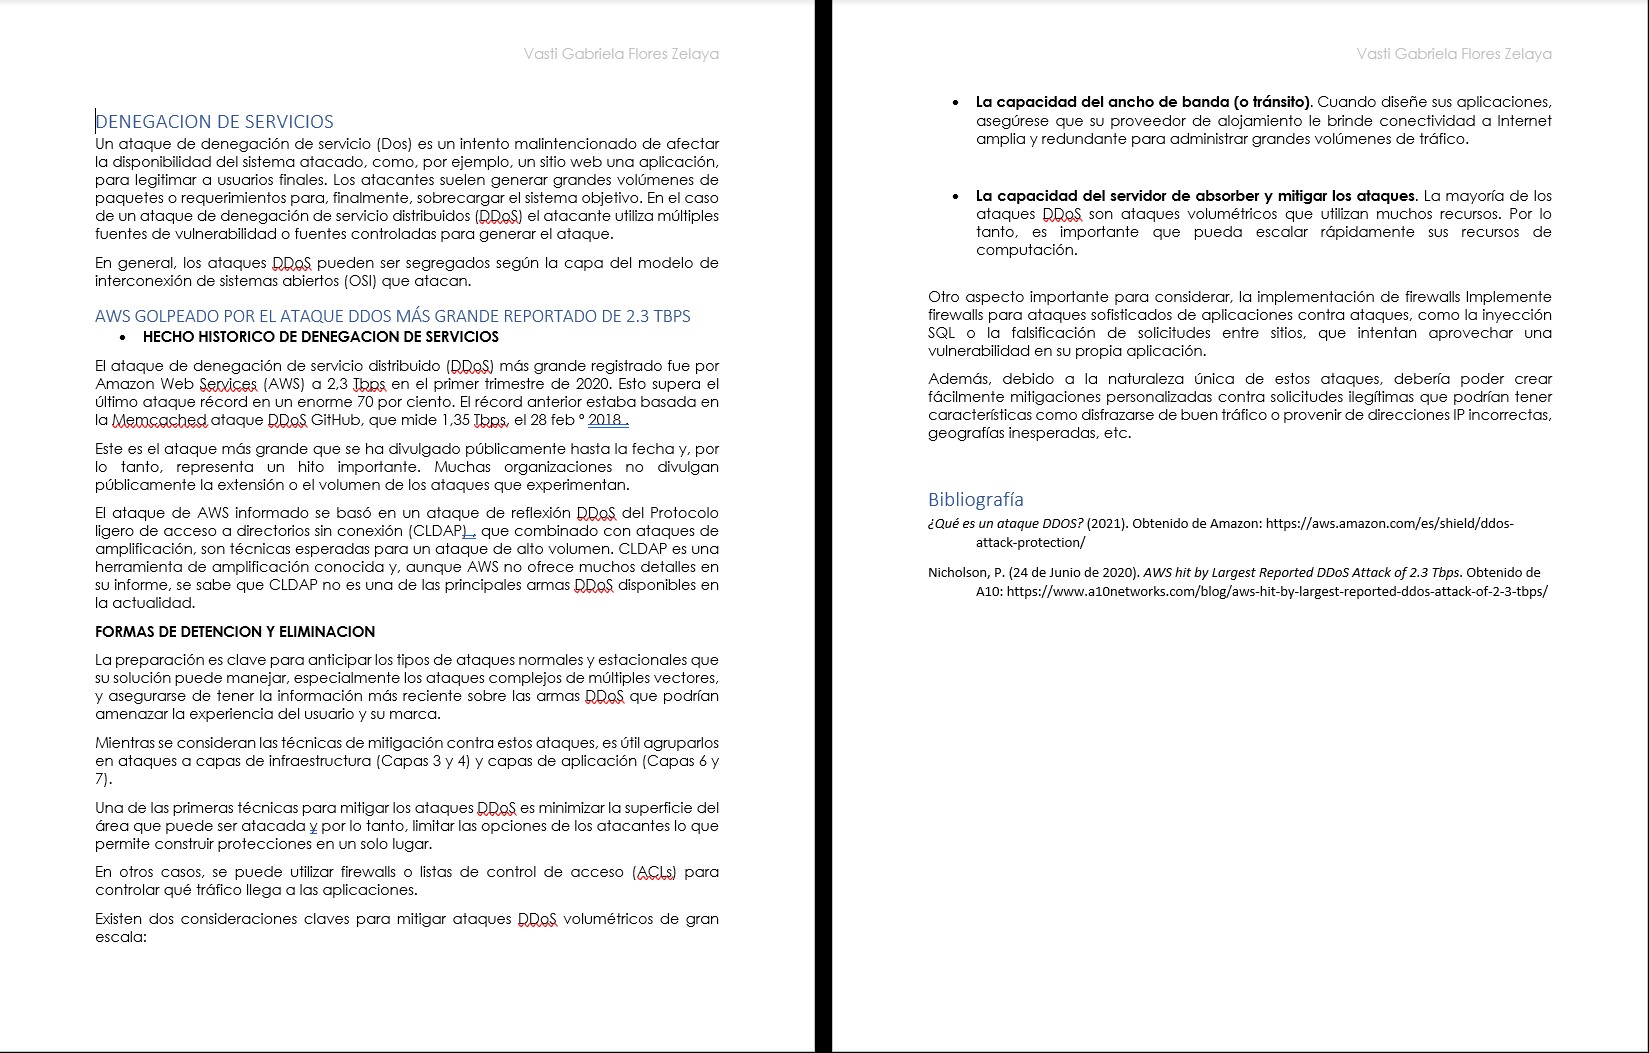 Vasti Gabriela Flores Zelaya
DENEGACION DE SERVICIOS
Un ataque de denegación de servicio (Dos) es un intento malintencionado de afectar
la disponibilidad del sistema atacado, como, por ejemplo, un sitio web una aplicación,
para legitimar a usuarios finales. Los atacantes suelen generar grandes volúmenes de
paquetes o requerimientos para, finalmente, sobrecargar el sistema objetivo. En el caso
de un ataque de denegación de servicio distribuidos (DDoS) el atacante utiliza múltiples
fuentes de vulnerabilidad o fuentes controladas para generar el ataque.
En general, los ataques DDoS pueden ser segregados según la capa del modelo de
interconexión de sistemas abiertos (OSI) que atacan.
AWS GOLPEADO POR EL ATAQUE DDOS MÁS GRANDE REPORTADO DE 2.3 TBPS
• HECHO HISTORICO DE DENEGACION DE SERVICIOS
El ataque de denegación de servicio distribuido (DDoS) más grande registrado fue por
Amazon Web Services (AWS) a 2,3 Tbps en el primer trimestre de 2020. Esto supera el
último ataque récord en un enorme 70 por ciento. El récord anterior estaba basada en
la Memcached ataque DDoS GitHub, que mide 1,35 Tbps, el 28 feb º 2018 .
Este es el ataque más grande que se ha divulgado públicamente hasta la fecha y, por
lo tanto, representa un hito importante. Muchas organizaciones no divulgan
públicamente la extensión o el volumen de los ataques que experimentan.
El ataque de AWS informado se basó en un ataque de reflexión DDoS del Protocolo
ligero de acceso a directorios sin conexión (CLDAP) , que combinado con ataques de
amplificación, son técnicas esperadas para un ataque de alto volumen. CLDAP es una
herramienta de amplificación conocida y, aunque AWS no ofrece muchos detalles en
su informe, se sabe que CLDAP no es una de las principales armas DDoS disponibles en
la actualidad.
FORMAS DE DETENCION Y ELIMINACION
La preparación es clave para anticipar los tipos de ataques normales y estacionales que
su solución puede manejar, especialmente los ataques complejos de múltiples vectores,
y asegurarse de tener la información más reciente sobre las armas DDoS que podrían
amenazar la experiencia del usuario y su marca.
Mientras se consideran las técnicas de mitigación contra estos ataques, es útil agruparlos
en ataques a capas de infraestructura (Capas 3 y 4) y capas de aplicación (Capas 6 y
7).
Una de las primeras técnicas para mitigar los ataques DDoS es minimizar la superficie del
área que puede ser atacada y por lo tanto, limitar las opciones de los atacantes lo que
permite construir protecciones en un solo lugar.
En otros casos, se puede utilizar firewalls o listas de control de acceso (ACLs) para
controlar qué tráfico llega a las aplicaciones.
Existen dos consideraciones claves para mitigar ataques DDoS volumétricos de gran
escala:
Vasti Gabriela Flores Zelaya
• La capacidad del ancho de banda (o tránsito). Cuando diseñe sus aplicaciones,
asegúrese que su proveedor de alojamiento le brinde conectividad a Internet
amplia y redundante para administrar grandes volúmenes de tráfico.
• La capacidad del servidor de absorber y mitigar los ataques. La mayoría de los
ataques DDoS son ataques volumétricos que utilizan muchos recursos. Por lo
tanto, es importante que pueda escalar rápidamente sus recursos de
computación.
Otro aspecto importante para considerar, la implementación de firewalls Implemente
firewalls para ataques sofisticados de aplicaciones contra ataques, como la inyección
SQL o la falsificación de solicitudes entre sitios, que intentan aprovechar una
vulnerabilidad en su propia aplicación.
Además, debido a la naturaleza única de estos ataques, debería poder crear
fácilmente mitigaciones personalizadas contra solicitudes ilegítimas que podrían tener
características como disfrazarse de buen tráfico o provenir de direcciones IP incorrectas,
geografías inesperadas, etc.
Bibliografía
¿Qué es un ataque DDOS? (2021). Obtenido de Amazon: https://aws.amazon.com/es/shield/ddos-
attack-protection/
Nicholson, P. (24 de Junio de 2020). AWS hit by Largest Reported DDoS Attack of 2.3 Tbps. Obtenido de
A10: https://www.a10networks.com/blog/aws-hit-by-largest-reported-ddos-attack-of-2-3-tbps/